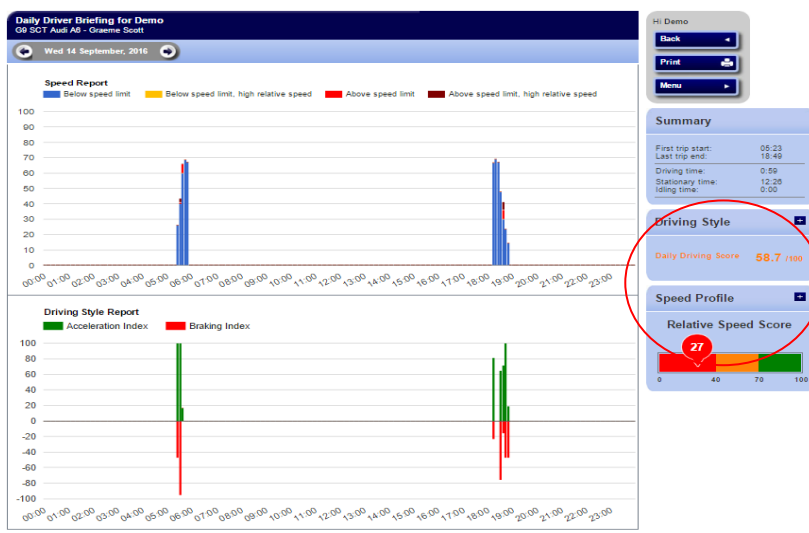 Daily Driver Briefing for Demo
G9 SCT Audi A6 - Graeme Scott
Wed 14 September, 2016
Speed Report
Below speed limit Below speed limit, high relative speed Above speed limit Above speed limit, high relative speed
100
90
80
70
60
50
40
30
20
10
0
00:00 01:00 02:00 03:00 04:00 05:00 06:00 07:00 08:00 09:00 10:00 11:00 12:00 13:00 14:00 15:00 16:00 17:00 18:00 19:00 20:00 21:00 22:00 23:00
Driving Style Report
Acceleration Index Braking Index
100
80
60
40
20
0
-20
-40
-60
-80
-100
00:00 01:00 02:00 03:00 04:00 05:00 06:00 07:00 08:00 09:00 10:00 11:00 12:00 13:00 14:00 15:00 16:00 17:00 18:00 19:00 20:00 21:00 22:00 23:00
Hi Demo
Back
Print
Menu
Summary
First trip start: 05:23
Last trip end: 18:49
Driving time: 0:59
Stationary time: 12:26
Idling time: 0:00
Driving Style
Daily Driving Score 58.7 /100
Speed Profile
Relative Speed Score
27
0 40 70 100